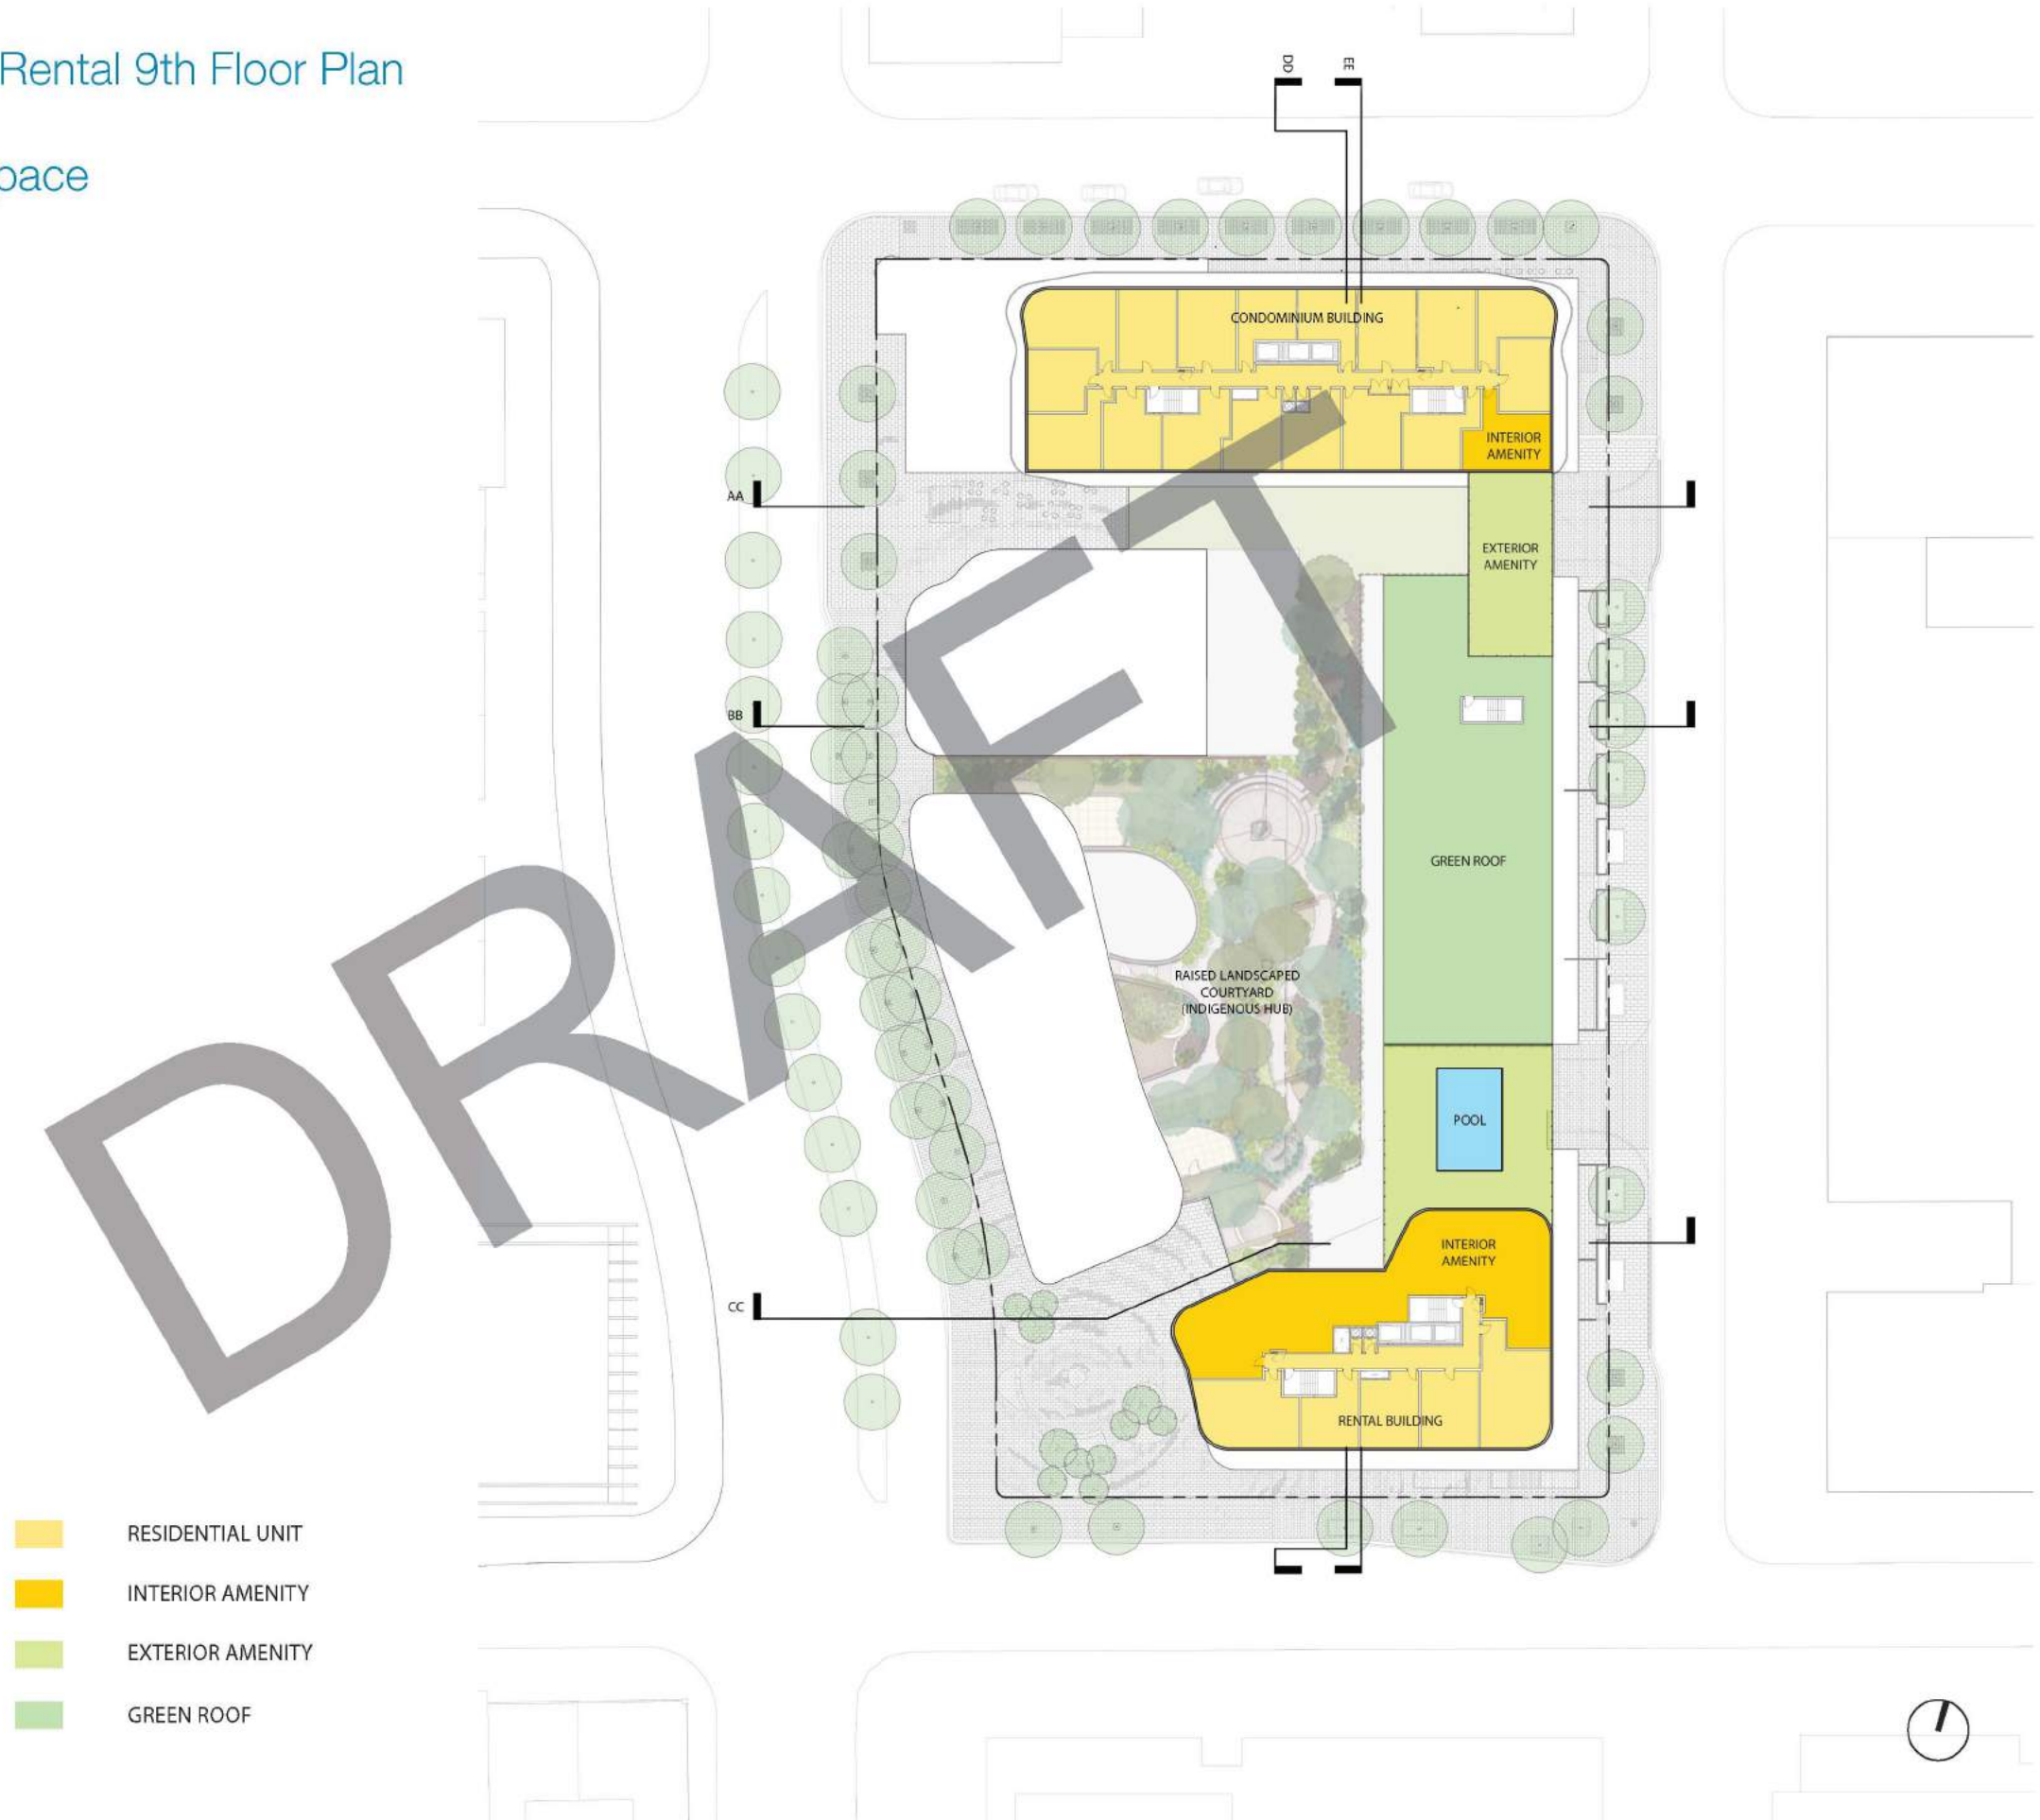 Rental 9th Floor Plan
pace
DD
EE
CONDOMINIUM BUILDING
INTERIOR
AMENITY
AA
EXTERIOR
AMENITY
BB
GREEN ROOF
RAISED LANDSCAPED
COURTYARD
(INDIGENOUS HUB)
POOL
INTERIOR
AMENITY
CC
RENTAL BUILDING
DRAFT
RESIDENTIAL UNIT
INTERIOR AMENITY
EXTERIOR AMENITY
GREEN ROOF